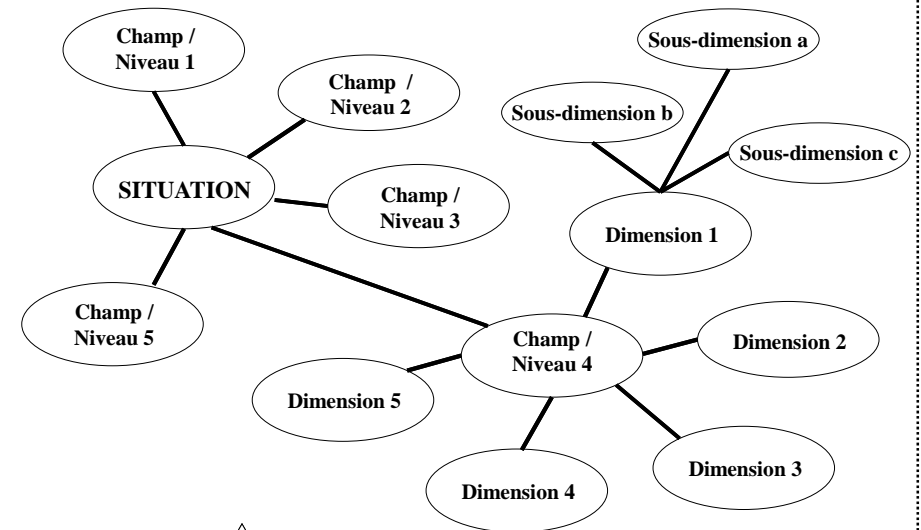 Champ /
Niveau 1
Sous-dimension a
Champ /
Niveau 2
Sous-dimension b
Sous-dimension c
SITUATION
Champ /
Niveau 3
Dimension 1
Champ /
Niveau 5
Champ /
Niveau 4
Dimension 2
Dimension 5
Dimension 3
Dimension 4